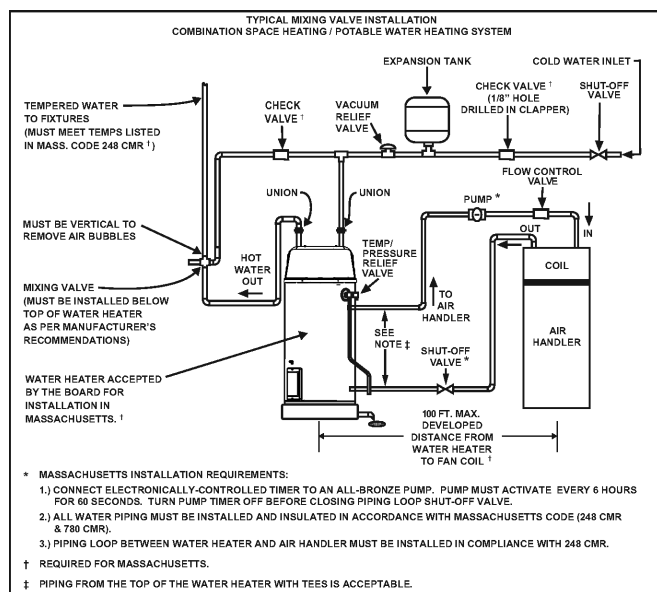 TYPICAL MIXING VALVE INSTALLATION
COMBINATION SPACE HEATING / POTABLE WATER HEATING SYSTEM
EXPANSION TANK
COLD WATER INLET
TEMPERED WATER
TO FIXTURES
(MUST MEET TEMPS LISTED
IN MASS. CODE 248 CMR †)
CHECK
VALVE †
VACUUM
RELIEF
VALVE
CHECK VALVE †
(1/8" HOLE
DRILLED IN CLAPPER)
SHUT-OFF
VALVE
FLOW CONTROL
VALVE
UNION
UNION
PUMP *
OUT
IN
MUST BE VERTICAL TO
REMOVE AIR BUBBLES
HOT
WATER
OUT
TEMP/
PRESSURE
RELIEF
VALVE
COIL
MIXING VALVE
(MUST BE INSTALLED BELOW
TOP OF WATER HEATER
AS PER MANUFACTURER'S
RECOMMENDATIONS)
TO
AIR
HANDLER
SEE
NOTE ‡
AIR
HANDLER
SHUT-OFF
VALVE *
WATER HEATER ACCEPTED
BY THE BOARD FOR
INSTALLATION IN
MASSACHUSETTS. †
100 FT. MAX.
DEVELOPED
DISTANCE FROM
WATER HEATER
TO FAN COIL †
* MASSACHUSETTS INSTALLATION REQUIREMENTS:
1.) CONNECT ELECTRONICALLY-CONTROLLED TIMER TO AN ALL-BRONZE PUMP. PUMP MUST ACTIVATE EVERY 6 HOURS
FOR 60 SECONDS. TURN PUMP TIMER OFF BEFORE CLOSING PIPING LOOP SHUT-OFF VALVE.
2.) ALL WATER PIPING MUST BE INSTALLED AND INSULATED IN ACCORDANCE WITH MASSACHUSETTS CODE (248 CMR
& 780 CMR).
3.) PIPING LOOP BETWEEN WATER HEATER AND AIR HANDLER MUST BE INSTALLED IN COMPLIANCE WITH 248 CMR.
† REQUIRED FOR MASSACHUSETTS.
‡ PIPING FROM THE TOP OF THE WATER HEATER WITH TEES IS ACCEPTABLE.